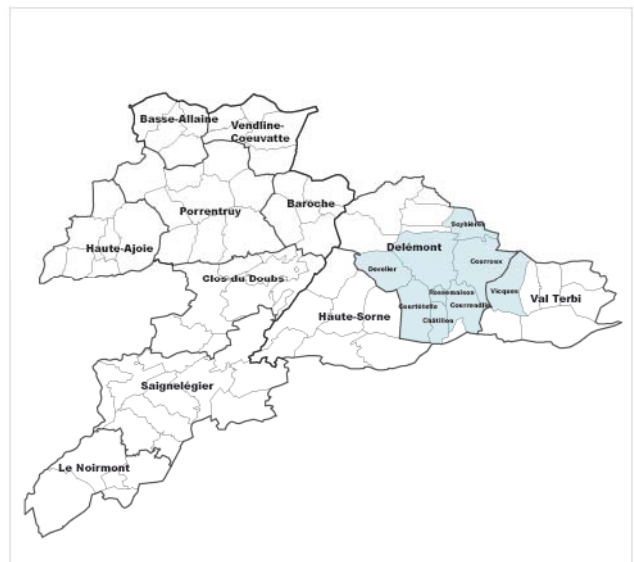 Basse-Allaine
Vendline-
Coeuvatte
Baroche
Porrentruy
Haute-Ajoie
Soyhières
Delémont
Courroux
Clos du Doubs
Develier
Rossemaison
Vicques
Val Terbi
Courtételle
Courrendlin
Haute-Sorne
Châtillon
Saignelégier
Le Noirmont